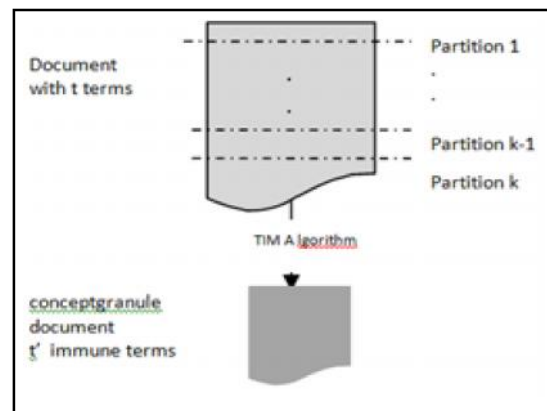 Document
with t terms
Partition 1
.
.
.
.
Partition k-1
Partition k
TIM A lgorithm
conceptgranule
document
t' immune terms